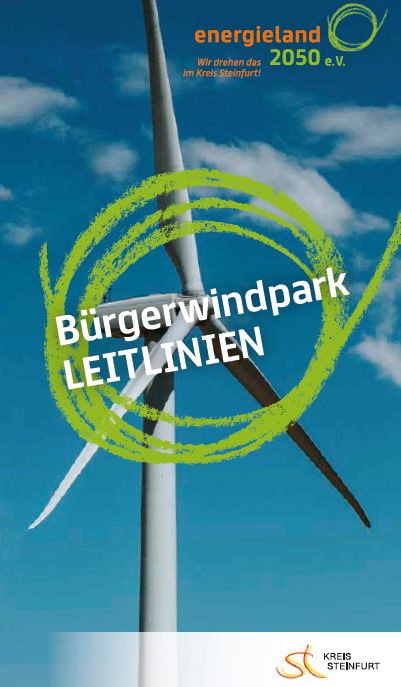 energieland
2050 e.V.
Wir drehen das
im Kreis Steinfurt!
Bürgerwindpark
LEITLINIEN
KREIS
STEINFURT